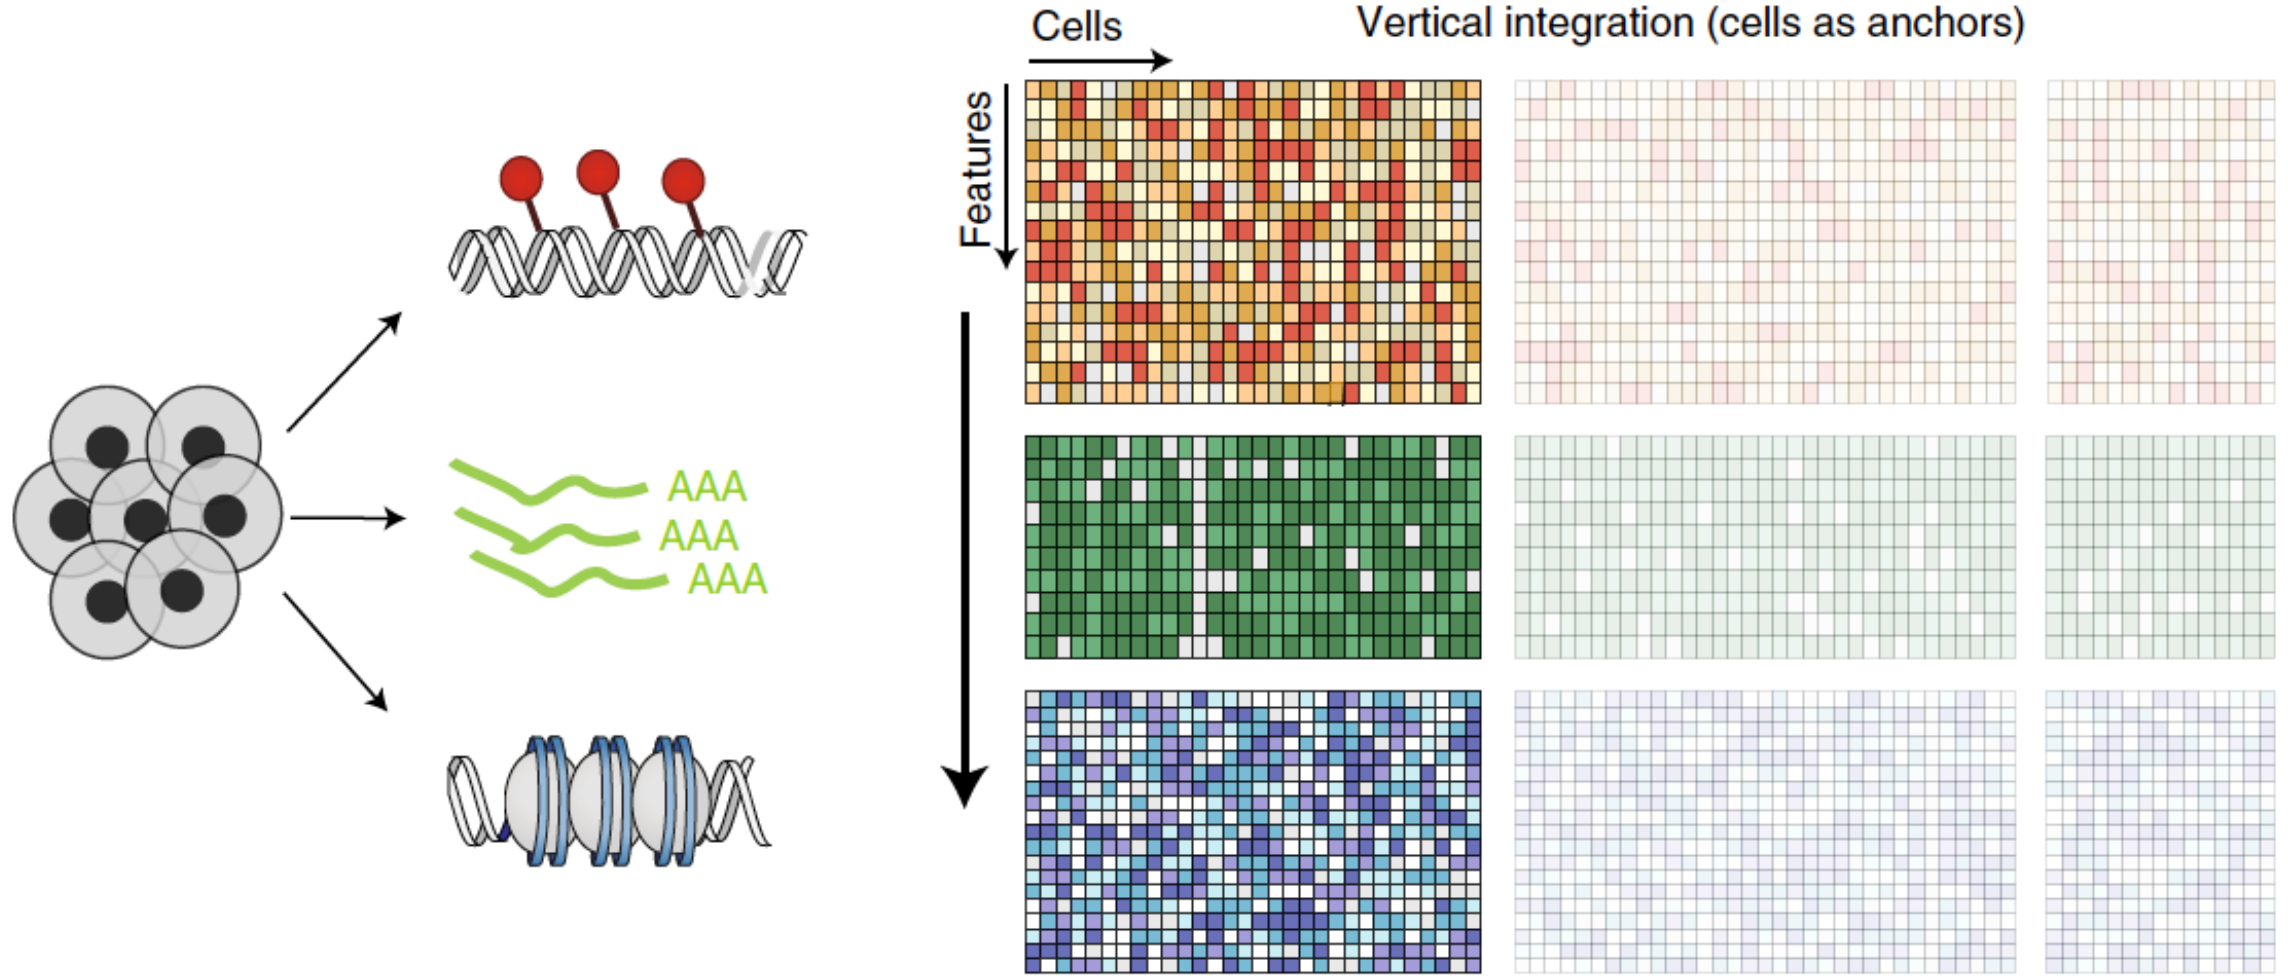 Cells
Vertical integration (cells as anchors)
Features
AAA
AAA
AAA